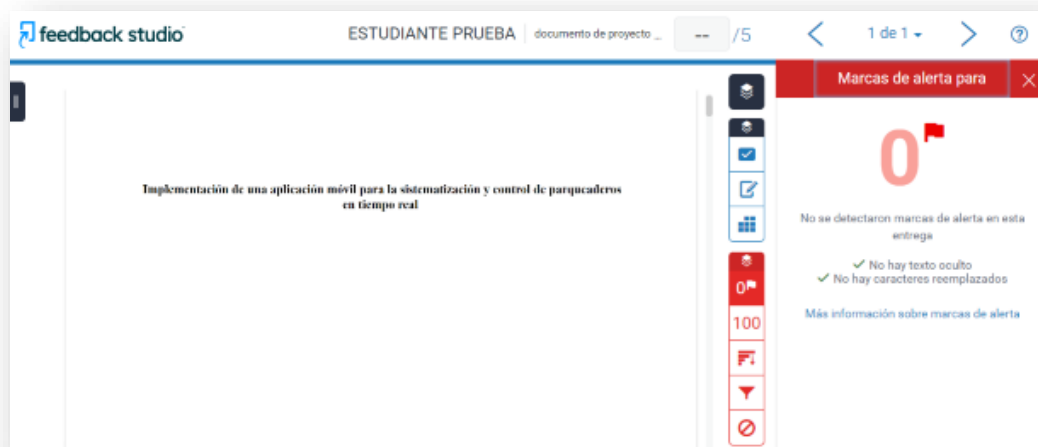 feedback studio
ESTUDIANTE PRUEBA
documento de proyecto ...
-- /5
1 de 1
?
Marcas de alerta para
Implementación de una aplicación móvil para la sistematización y control de parqueaderos
en tiempo real
0
No se detectaron marcas de alerta en esta
entrega
No hay texto oculto
No hay caracteres reemplazados
Más información sobre marcas de alerta
0
100